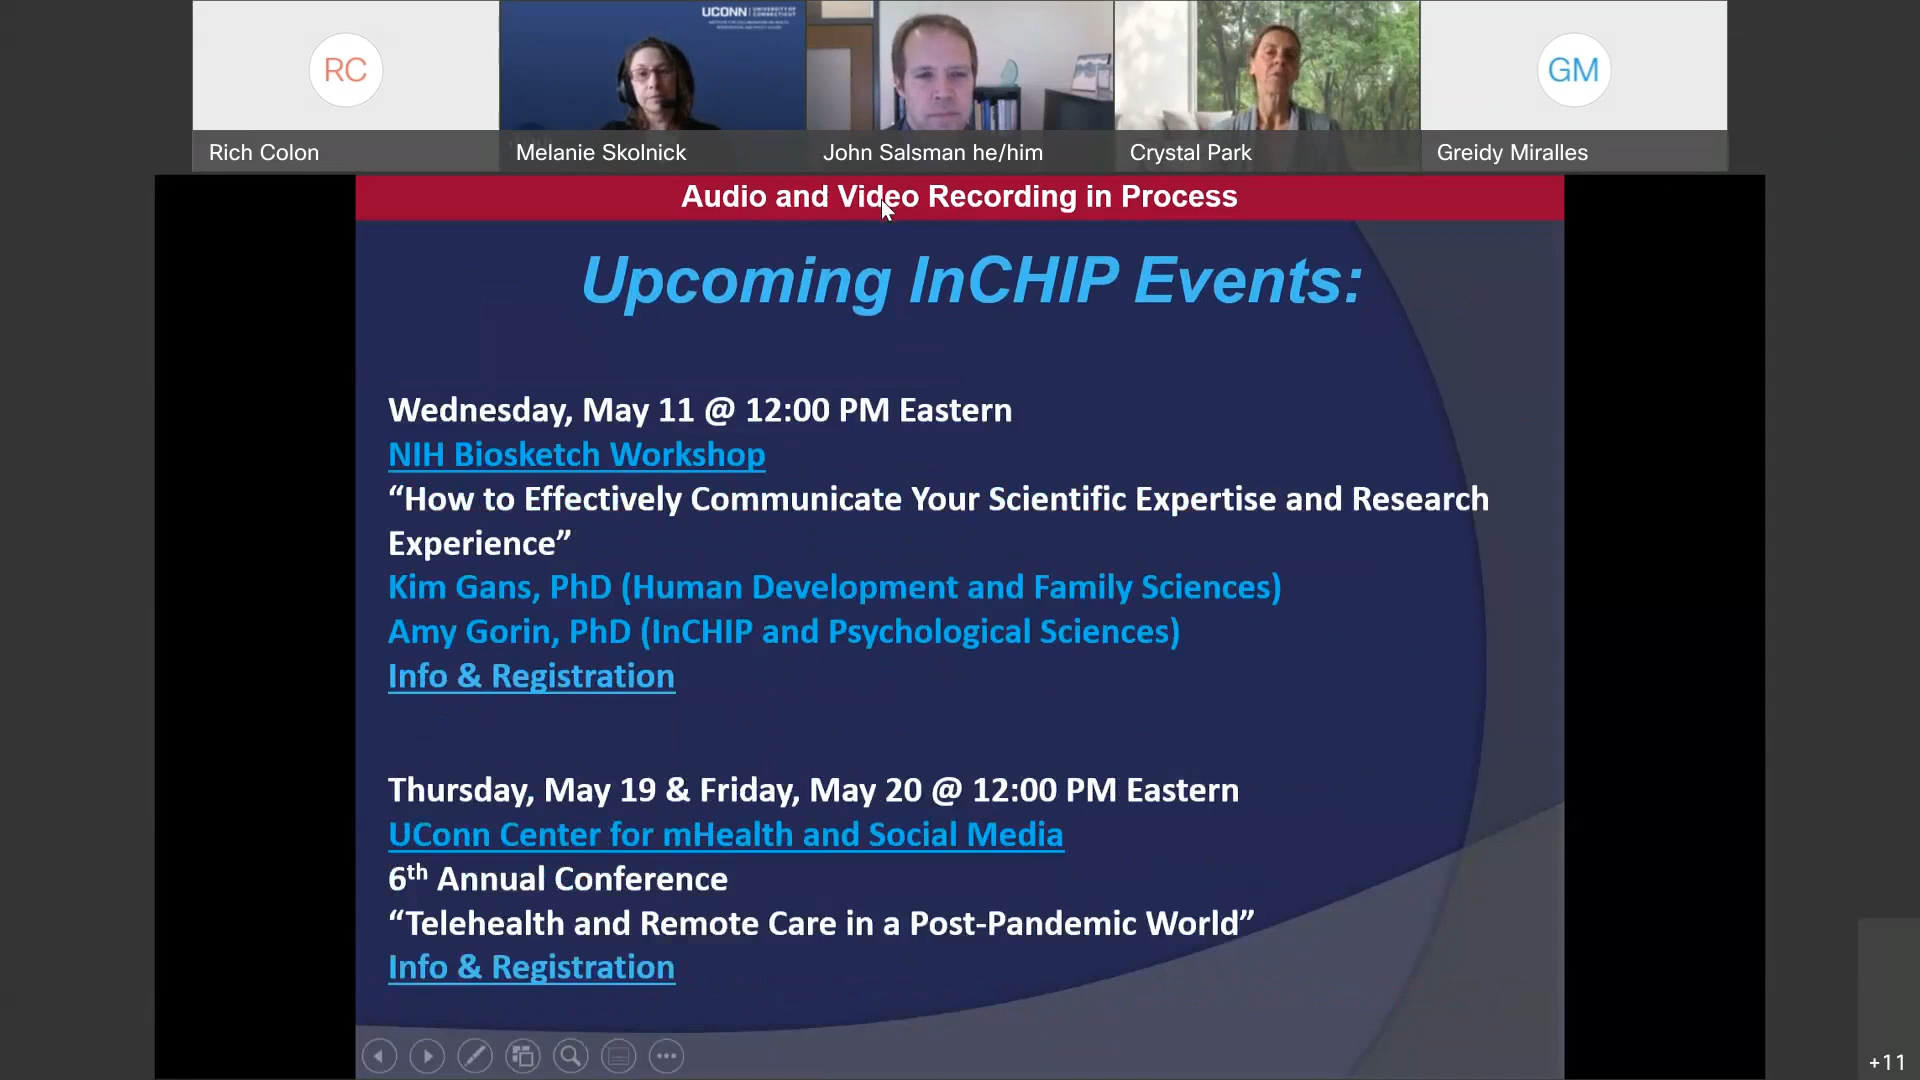 RC
UCONN | UNIVERSITY OF CONNECTICUT
GM
Rich Colon
Melanie Skolnick
John Salsman he/him
Crystal Park
Greidy Miralles
Audio and Video Recording in Process
Upcoming InCHIP Events:
Wednesday, May 11 @ 12:00 PM Eastern
NIH Biosketch Workshop
“How to Effectively Communicate Your Scientific Expertise and Research
Experience”
Kim Gans, PhD (Human Development and Family Sciences)
Amy Gorin, PhD (InCHIP and Psychological Sciences)
Info & Registration
Thursday, May 19 & Friday, May 20 @ 12:00 PM Eastern
UConn Center for mHealth and Social Media
6th Annual Conference
“Telehealth and Remote Care in a Post-Pandemic World”
Info & Registration
+11